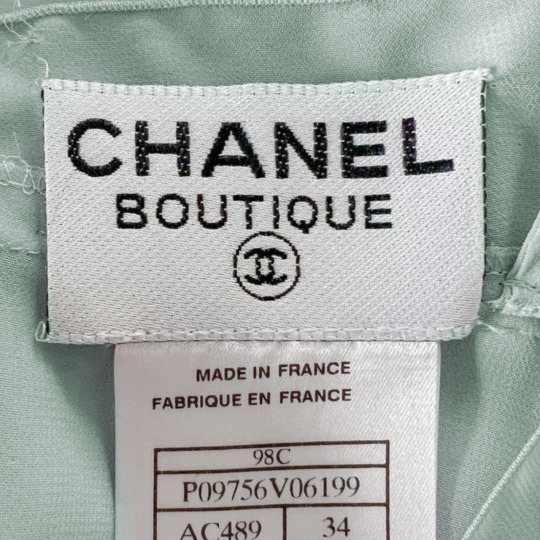 CHANEL
BOUTIQUE
MADE IN FRANCE
FABRIQUE EN FRANCE
98C
P09756V06199
AC489 34